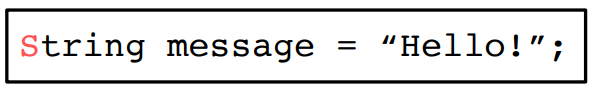 String message = “Hello!”;